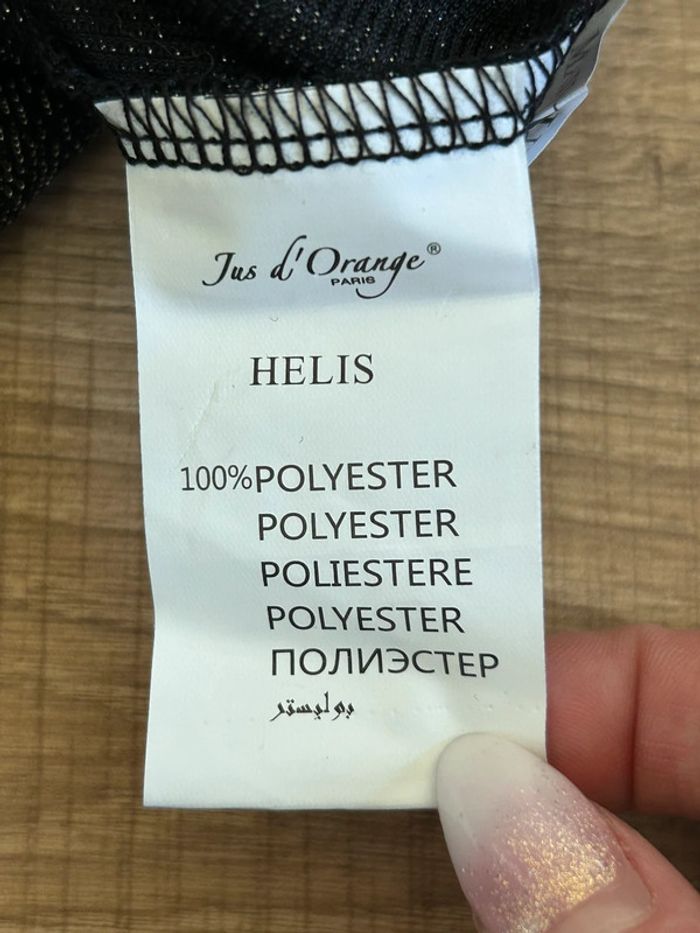 Jus d'Orange®
PARIS
HELIS
100%POLYESTER
POLYESTER
POLIESTERE
POLYESTER
ПОЛИЭСТЕР
بوليستر